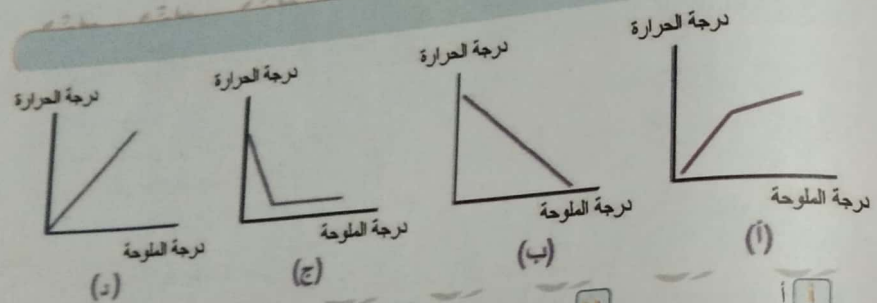 درجة الحرارة
درجة الملوحة
(أ)
درجة الحرارة
درجة الملوحة
(ب)
درجة الحرارة
درجة الملوحة
(ج)
درجة الحرارة
درجة الملوحة
(د)
أ أ